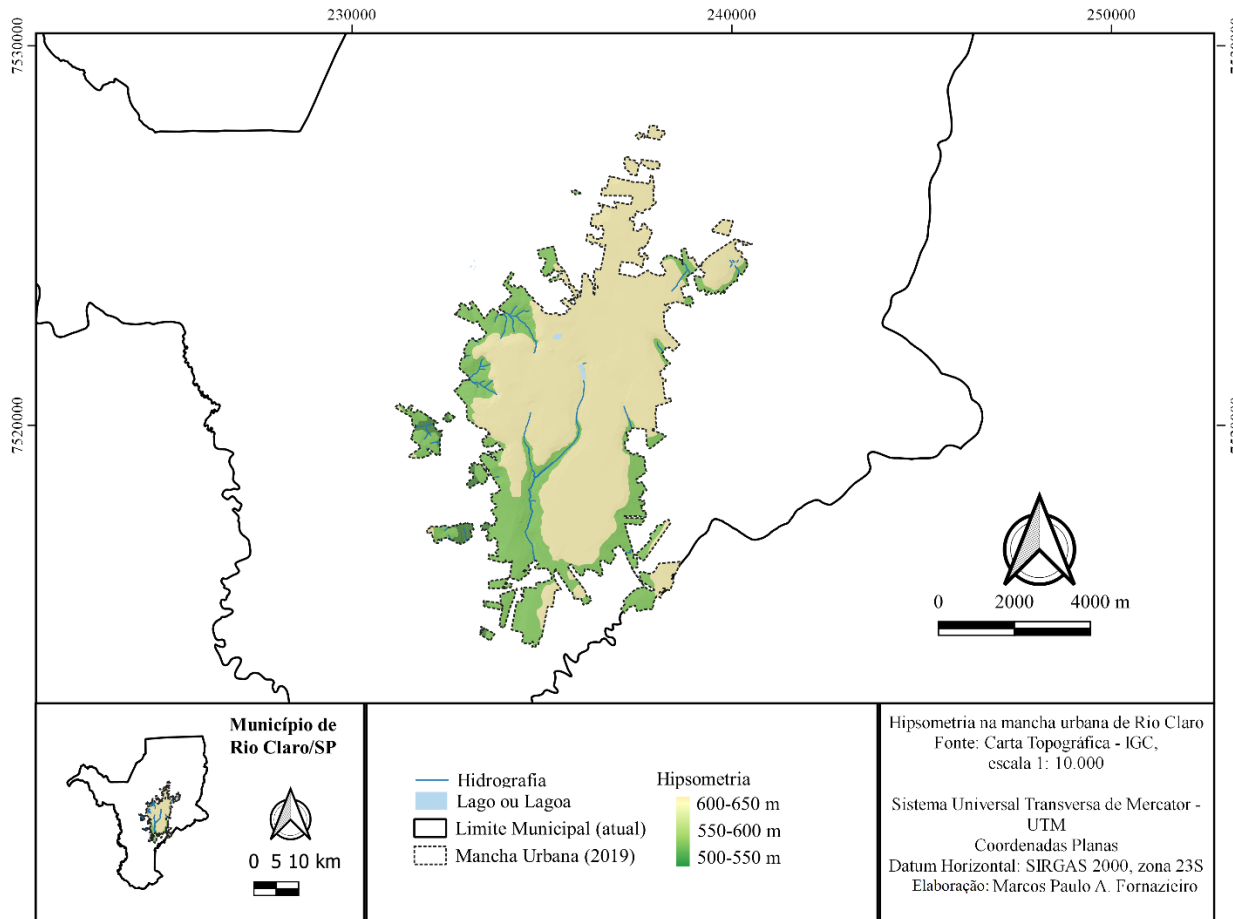 230000
240000
250000
7530000
7530000
7520000
7520000
0 2000 4000 m
Município de
Rio Claro/SP
0 5 10 km
Hidrografia
Lago ou Lagoa
Limite Municipal (atual)
Mancha Urbana (2019)
Hipsometria
600-650 m
550-600 m
500-550 m
Hipsometria na mancha urbana de Rio Claro
Fonte: Carta Topográfica - IGC,
escala 1: 10.000
Sistema Universal Transversa de Mercator -
UTM
Coordenadas Planas
Datum Horizontal: SIRGAS 2000, zona 23S
Elaboração: Marcos Paulo A. Fornazieiro